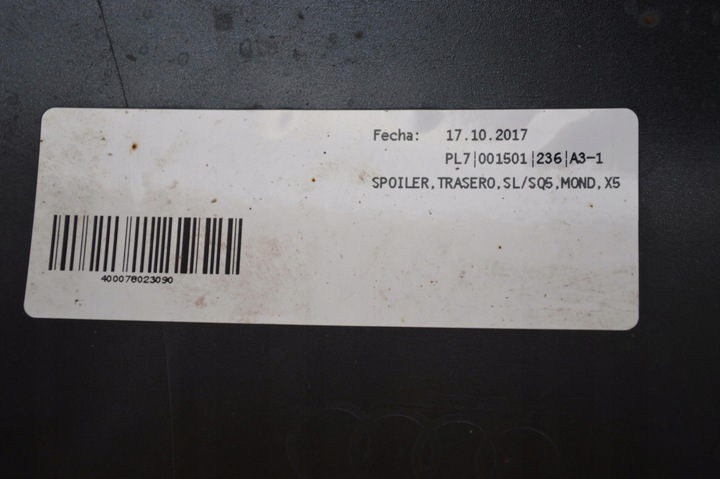 Fecha: 17.10.2017
PL7|001501|236|A3-1
SPOILER,TRASERO,SL/SQ5,MOND,X5
400078023090